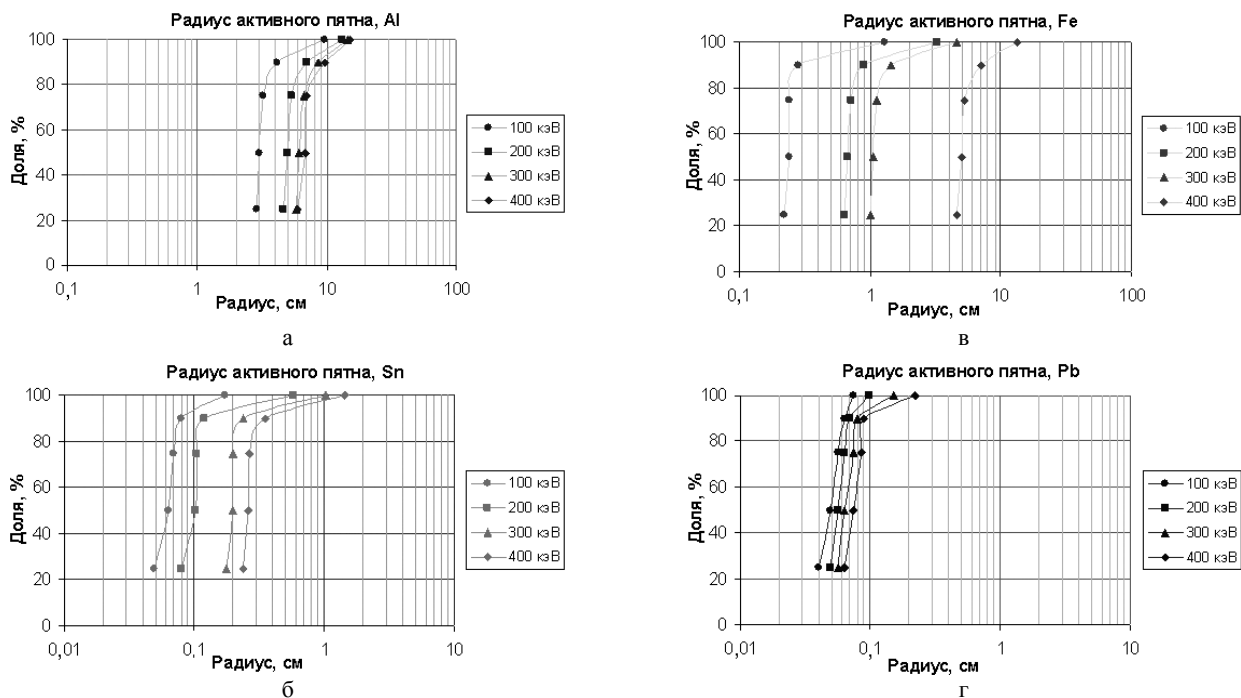 Радиус активного пятна, Al
Доля, %
100
80
60
40
20
0
0,1
1
10
100
Радиус, см
100 кэВ
200 кэВ
300 кэВ
400 кэВ
а
Радиус активного пятна, Fe
Доля, %
100
80
60
40
20
0
0,1
1
10
100
Радиус, см
100 кэВ
200 кэВ
300 кэВ
400 кэВ
в
Радиус активного пятна, Sn
Доля, %
100
80
60
40
20
0
0,01
0,1
1
10
Радиус, см
100 кэВ
200 кэВ
300 кэВ
400 кэВ
б
Радиус активного пятна, Pb
Доля, %
100
80
60
40
20
0
0,01
0,1
1
10
Радиус, см
100 кэВ
200 кэВ
300 кэВ
400 кэВ
г